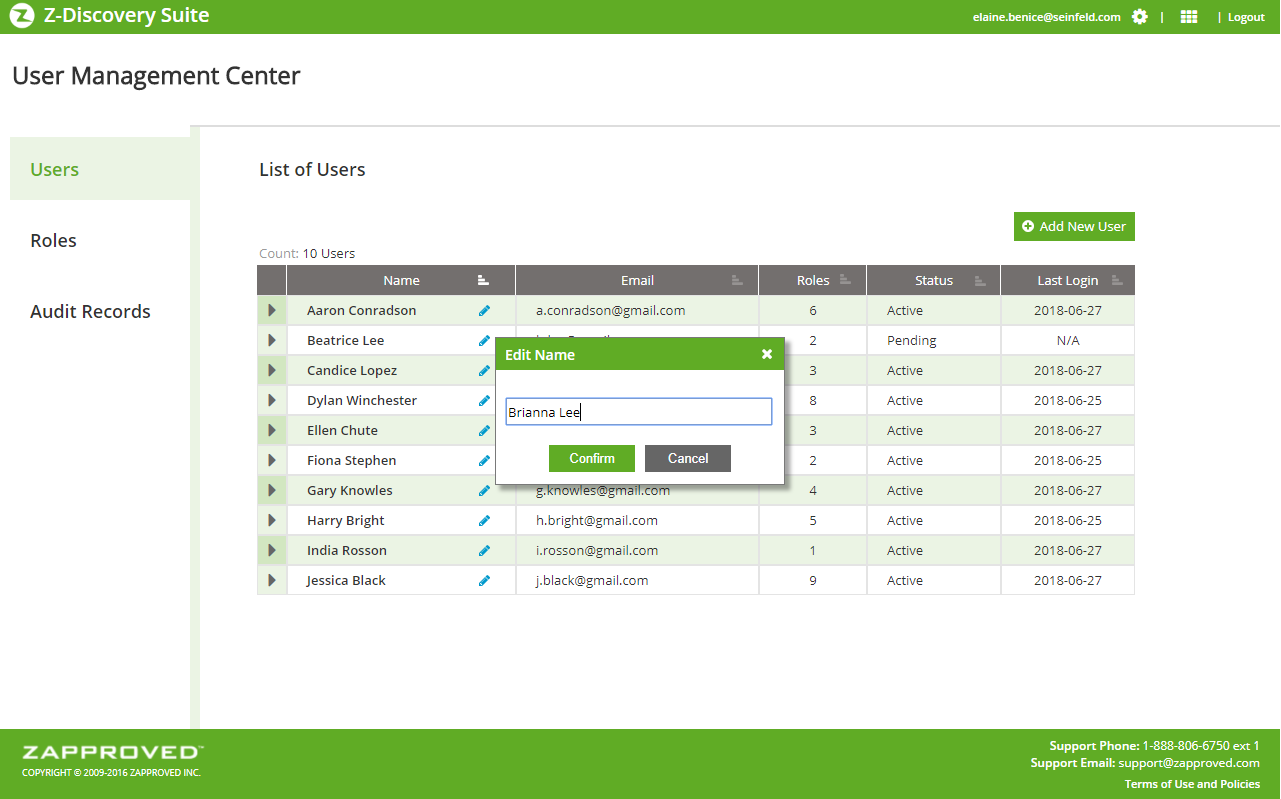 Z-Discovery Suite
elaine.benice@seinfeld.com | | Logout
User Management Center
Users
Roles
Audit Records
List of Users
Add New User
Count: 10 Users
Name Email Roles Status Last Login
Aaron Conradson a.conradson@gmail.com 6 Active 2018-06-27
Beatrice Lee 2 Pending N/A
Candice Lopez 3 Active 2018-06-27
Dylan Winchester 8 Active 2018-06-25
Ellen Chute 3 Active 2018-06-27
Fiona Stephen 2 Active 2018-06-25
Gary Knowles g.knowles@gmail.com 4 Active 2018-06-27
Harry Bright h.bright@gmail.com 5 Active 2018-06-25
India Rosson i.rosson@gmail.com 1 Active 2018-06-27
Jessica Black j.black@gmail.com 9 Active 2018-06-27
Edit Name
Brianna Lee
Confirm Cancel
ZAPPROVED™
COPYRIGHT © 2009-2016 ZAPPROVED INC.
Support Phone: 1-888-806-6750 ext 1
Support Email: support@zapproved.com
Terms of Use and Policies